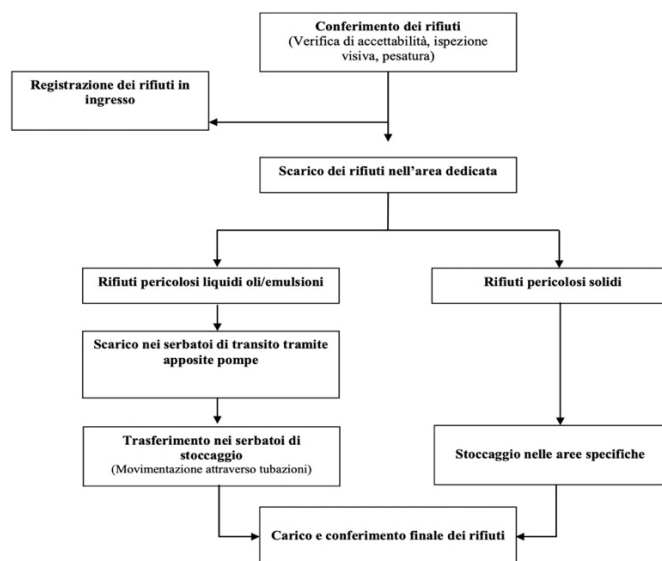 Conferimento dei rifiuti
(Verifica di accettabilità, ispezione
visiva, pesatura)
Registrazione dei rifiuti in
ingresso
Scarico dei rifiuti nell'area dedicata
Rifiuti pericolosi liquidi oli/emulsioni
Rifiuti pericolosi solidi
Scarico nei serbatoi di transito tramite
apposite pompe
Trasferimento nei serbatoi di
stoccaggio
(Movimentazione attraverso tubazioni)
Stoccaggio nelle aree specifiche
Carico e conferimento finale dei rifiuti